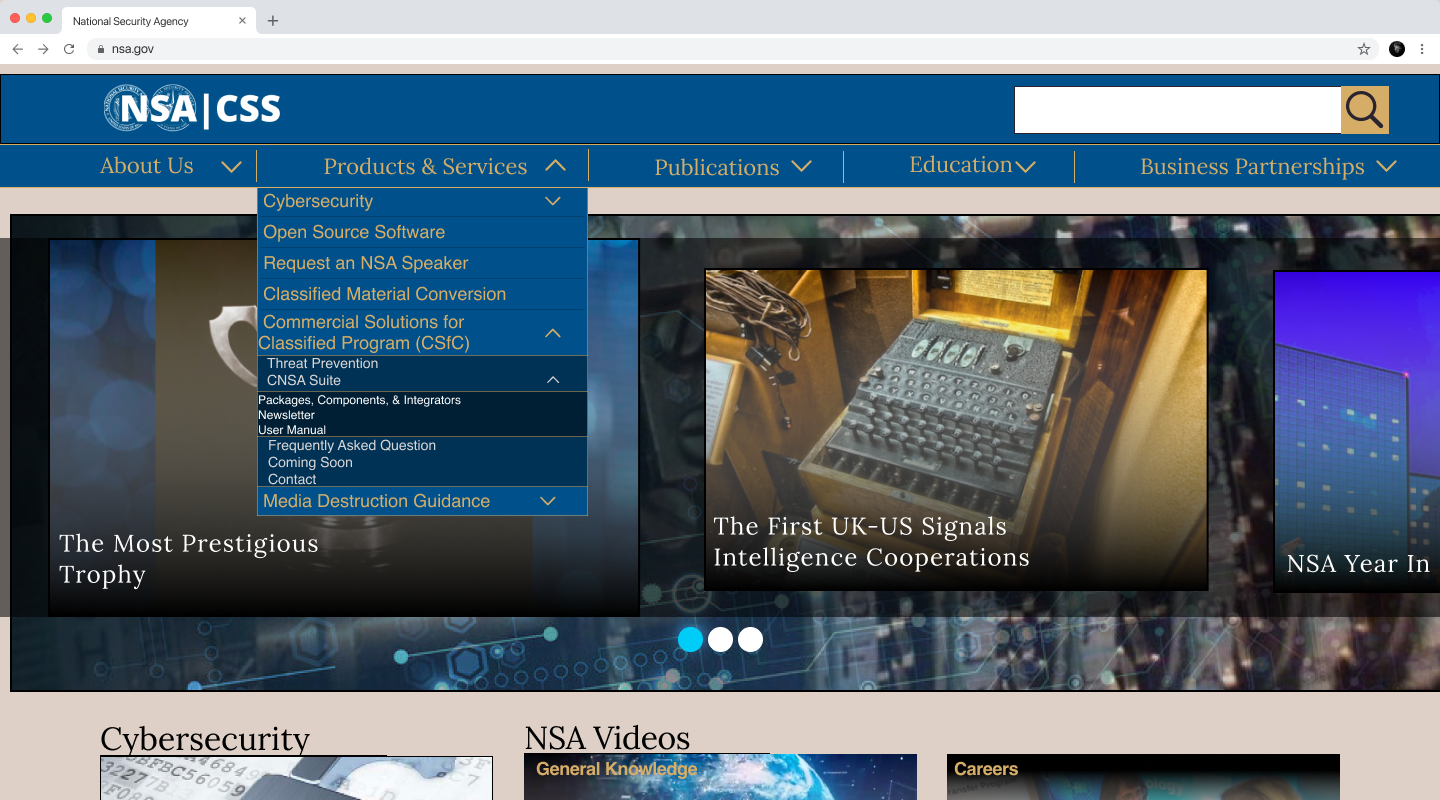 National Security Agency
nsa.gov
NSA|CSS
About Us
Products & Services
Publications
Education
Business Partnerships
Cybersecurity
Open Source Software
Request an NSA Speaker
Classified Material Conversion
Commercial Solutions for
Classified Program (CSfC)
Threat Prevention
CNSA Suite
Packages, Components, & Integrators
Newsletter
User Manual
Frequently Asked Question
Coming Soon
Contact
Media Destruction Guidance
The Most Prestigious
Trophy
The First UK-US Signals
Intelligence Cooperations
NSA Year In
Cybersecurity
NSA Videos
General Knowledge
Careers